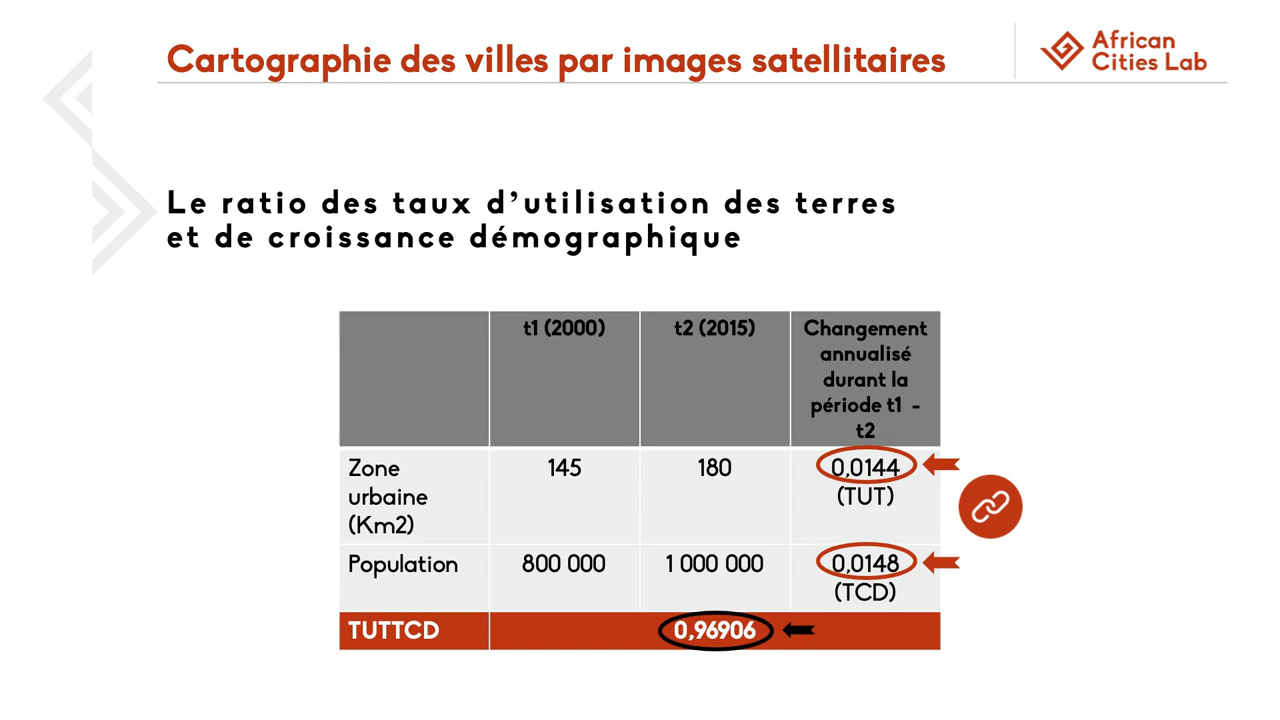 Cartographie des villes par images satellitaires
African
Cities Lab
Le ratio des taux d'utilisation des terres
et de croissance démographique
t1 (2000)
t2 (2015)
Changement
annualisé
durant la
période t1 -
t2
Zone
urbaine
(Km2)
145
180
0,0144
(TUT)
Population
800 000
1 000 000
0,0148
(TCD)
TUTTCD
0,96906